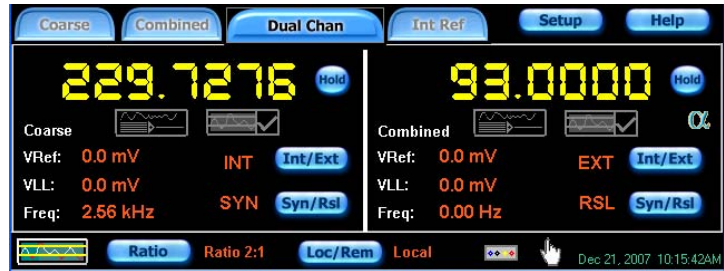 Coarse Combined Dual Chan Int Ref Setup Help
229.7276 Hold 93.0000 Hold
α
Coarse Combined
VRef: 0.0 mV INT Int/Ext VRef: 0.0 mV EXT Int/Ext
VLL: 0.0 mV VLL: 0.0 mV
Freq: 2.56 kHz SYN Syn/Rsl Freq: 0.00 Hz RSL Syn/Rsl
Ratio Ratio 2:1 Loc/Rem Local Dec 21, 2007 10:15:42AM